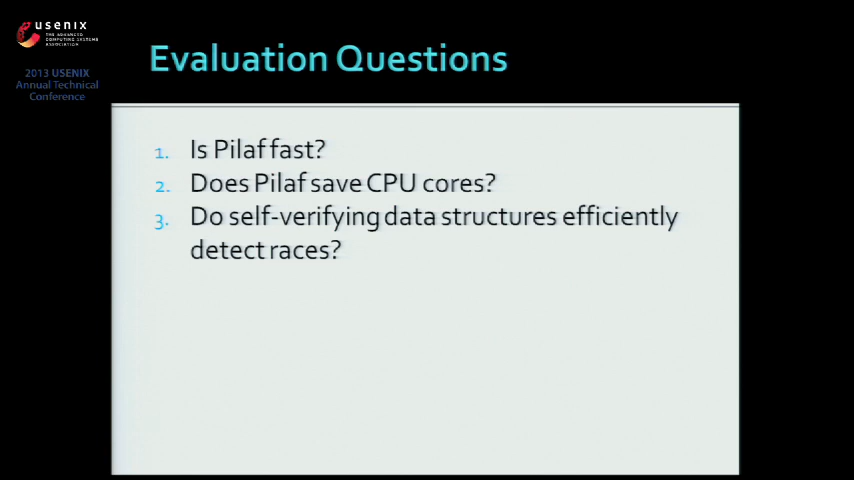 usenix
THE ADVANCED
COMPUTING SYSTEMS
ASSOCIATION
2013 USENIX
Annual Technical
Conference
Evaluation Questions
1. Is Pilaf fast?
2. Does Pilaf save CPU cores?
3. Do self-verifying data structures efficiently
detect races?